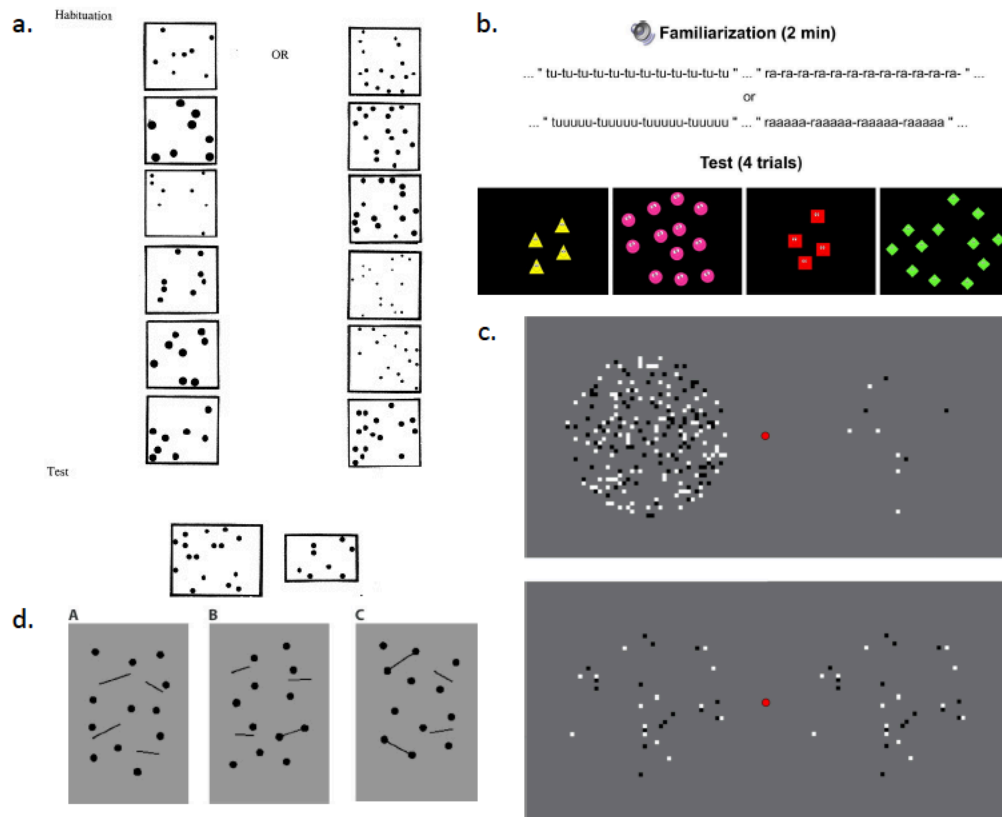 a.
Habituation
OR
Test
b.
Familiarization (2 min)
... " tu-tu-tu-tu-tu-tu-tu-tu-tu-tu-tu-tu " ... " ra-ra-ra-ra-ra-ra-ra-ra-ra-ra-ra-ra- " ...
or
... " tuuuuu-tuuuuu-tuuuuu-tuuuuu " ... " raaaaa-raaaaa-raaaaa-raaaaa " ...
Test (4 trials)
c.
d.
A
B
C